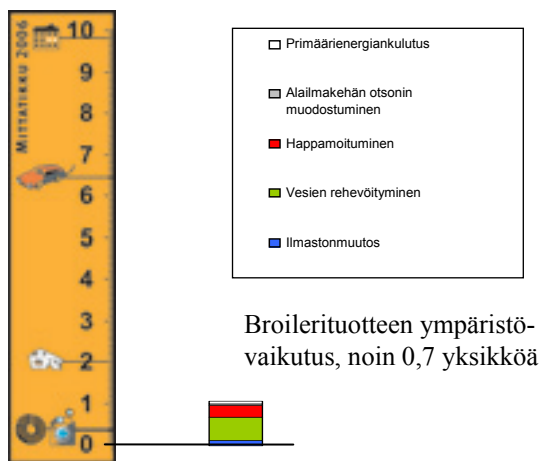 MITTATIKKU 2006
10
9
8
7
6
5
4
3
2
1
0
Primäärienergiankulutus
Alailmakehän otsonin
muodostuminen
Happamoituminen
Vesien rehevöityminen
Ilmastonmuutos
Broilerituotteen ympäristö-
vaikutus, noin 0,7 yksikköä